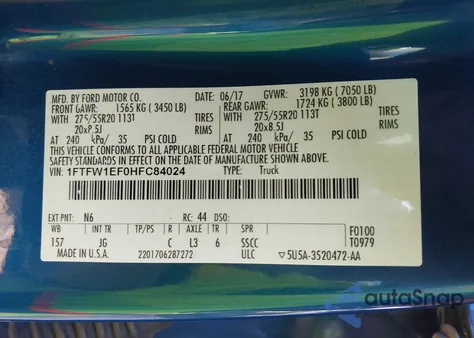 MFD. BY FORD MOTOR CO. 06/17 GVWR: 3198 KG ( 7050 LB)
FRONT GAWR: 1565 KG ( 3450 LB) REAR GAWR: 1724 KG ( 3800 LB)
WITH 275/55R20 113T TIRES WITH 275/55R20 113T TIRES
20x8.5J RIMS 20x8.5J RIMS
AT 240 kPa/ 35 PSI COLD AT 240 kPa/ 35 PSI COLD
THIS VEHICLE CONFORMS TO ALL APPLICABLE FEDERAL MOTOR VEHICLE
SAFETY AND THEFT PREVENTION STANDARDS IN EFFECT ON THE DATE OF MANUFACTURE SHOWN ABOVE.
VIN: 1FTFW1EF0HFC84024 TYPE: Truck
EXT PNT: N6 RC: 44 DSO: F0100
WB INT TR TP/PS R AXLE TR SPR T0979
157 JG C L3 6 SSCC
MADE IN U.S.A. 2201706287272 ULC 5U5A-3520472-AA
autoSnap